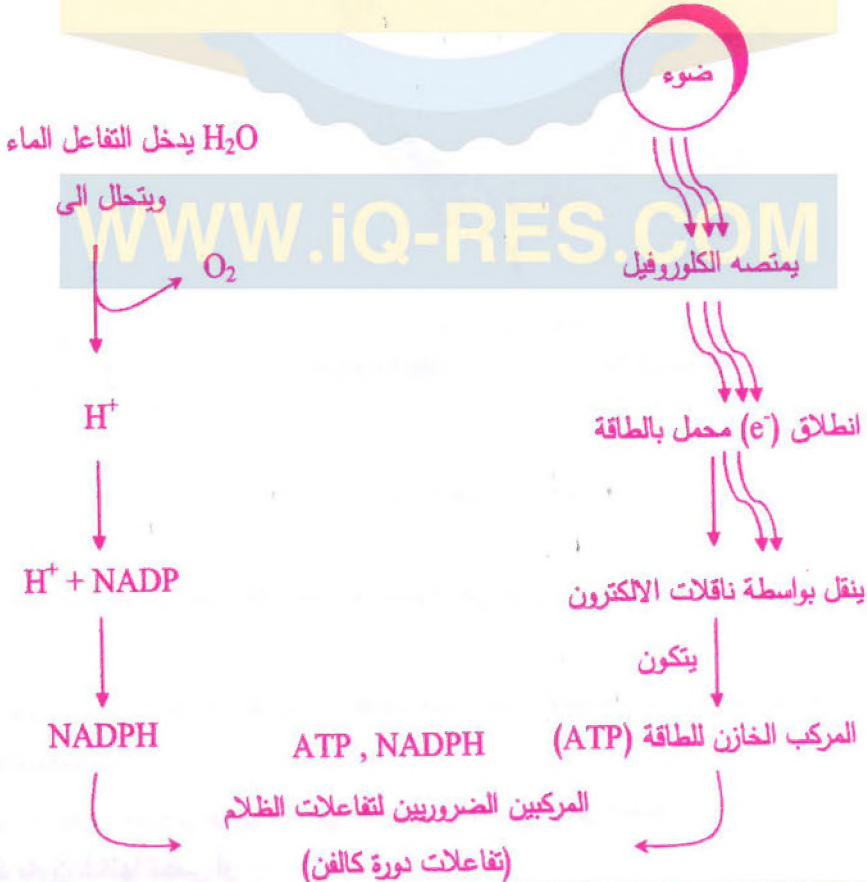 ضوء
H₂O يدخل التفاعل الماء
ويتحلل الى
WWW.iQ-RES.COM
O₂
يمتصه الكلوروفيل
H⁺
انطلاق (e⁻) محمل بالطاقة
H⁺ + NADP
ينقل بواسطة ناقلات الالكترون
يتكون
المركب الخازن للطاقة (ATP)
ATP , NADPH
NADPH
المركبين الضروريين لتفاعلات الظلام
(تفاعلات دورة كالفن)